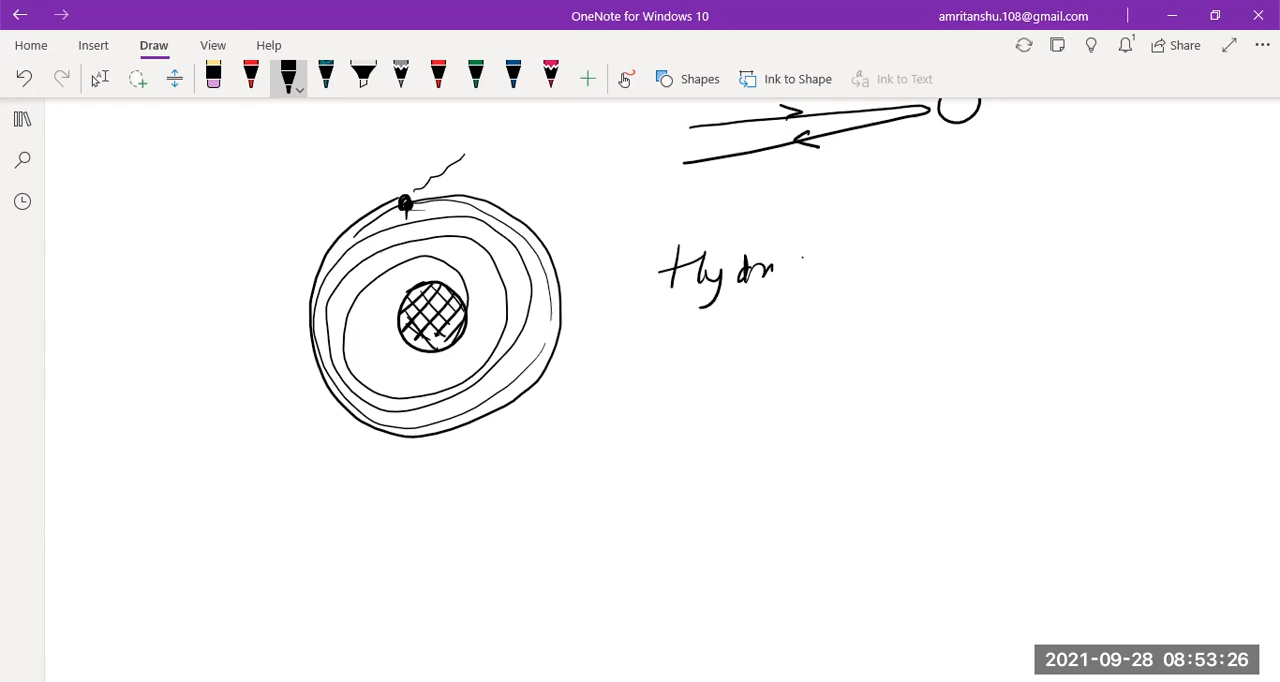 OneNote for Windows 10
amritanshu.108@gmail.com
Home Insert Draw View Help
1
Share
Shapes Ink to Shape Ink to Text
Hydr
2021-09-28 08:53:26